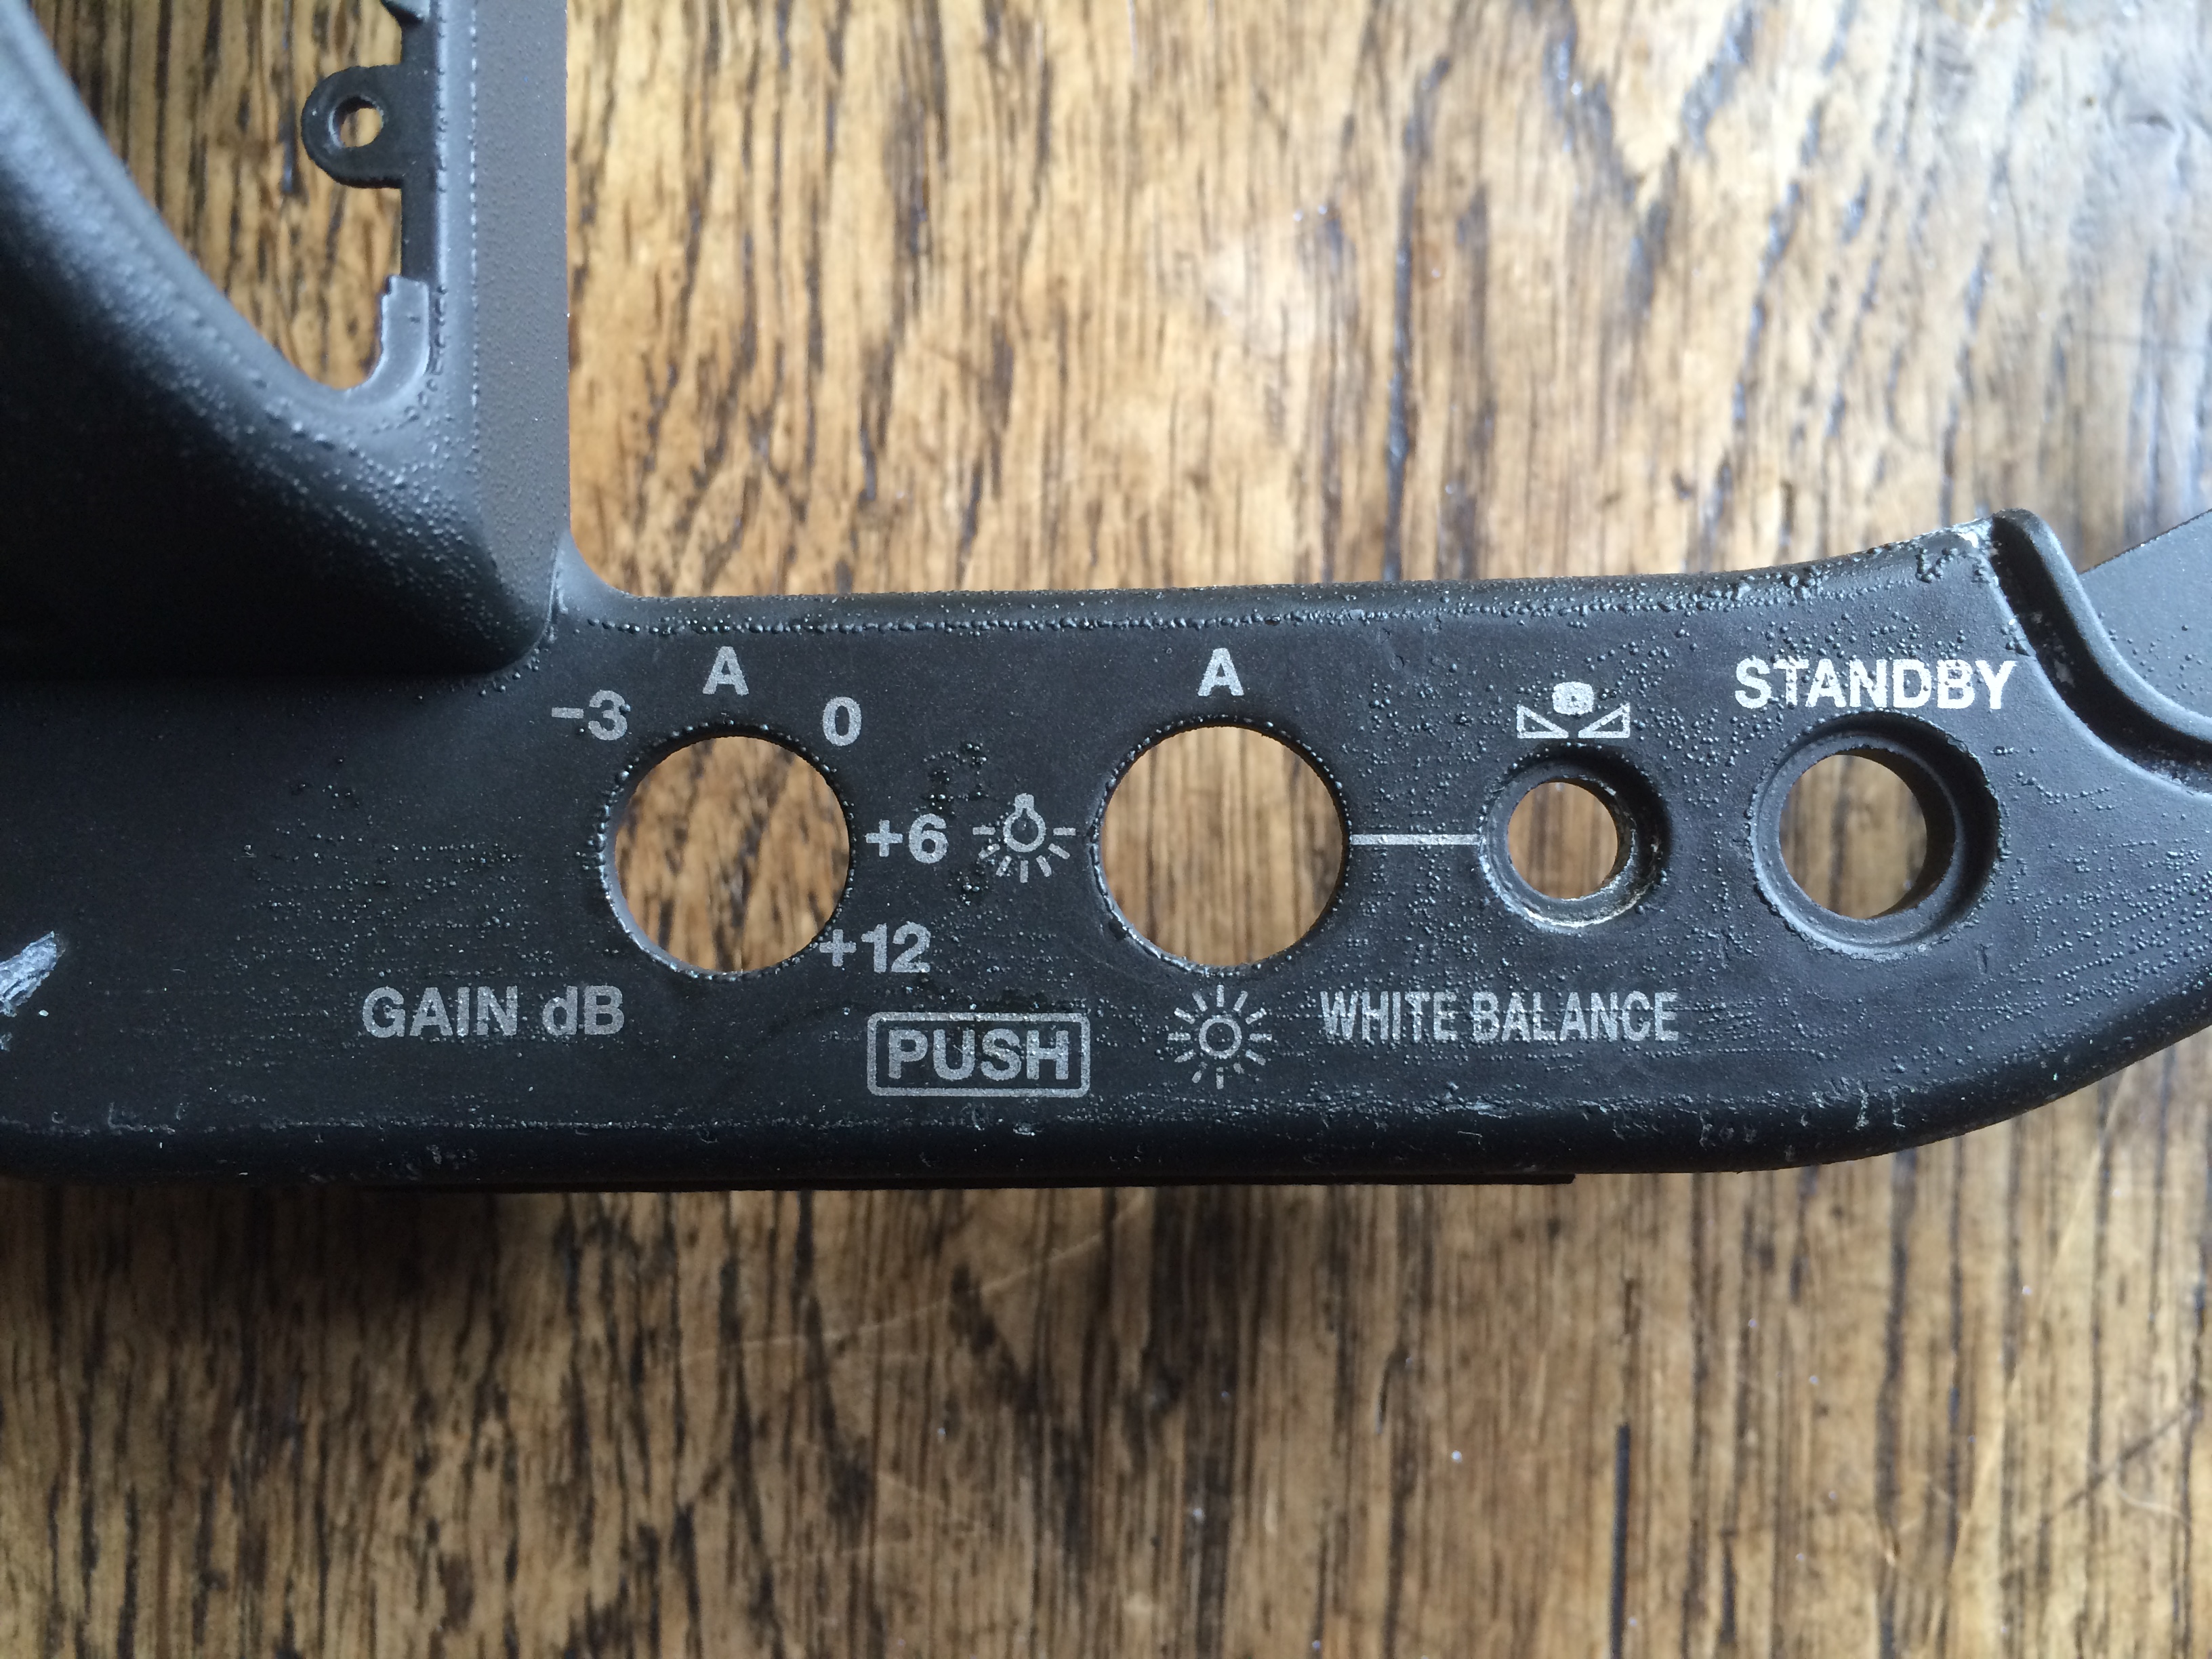 A
-3
0
+6
+12
GAIN dB
PUSH
A
WHITE BALANCE
STANDBY